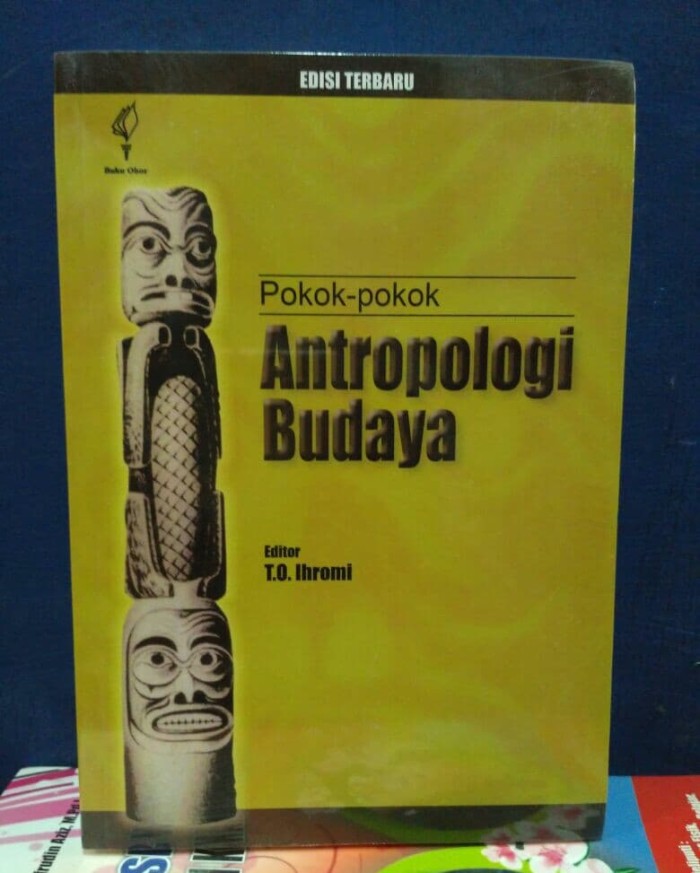 EDISI TERBARU
Buku Obor
Pokok-pokok
Antropologi
Budaya
Editor
T.O. Ihromi